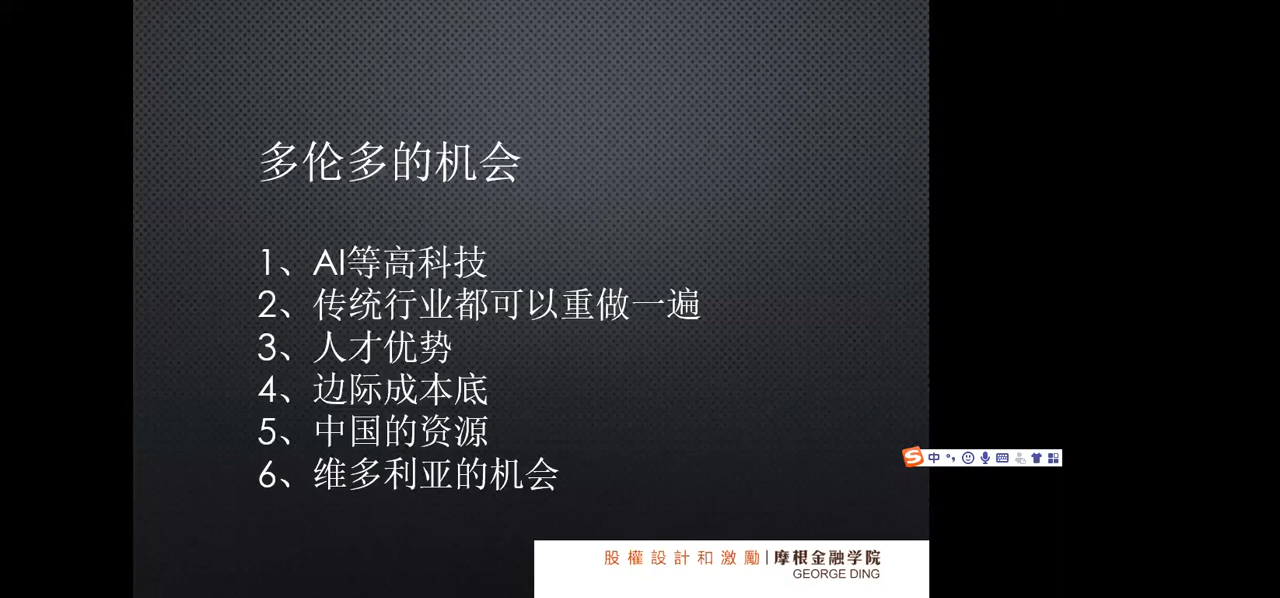 多伦多的机会
1、AI等高科技
2、传统行业都可以重做一遍
3、人才优势
4、边际成本底
5、中国的资源
6、维多利亚的机会
中
股權設計和激勵|摩根金融学院
GEORGE DING